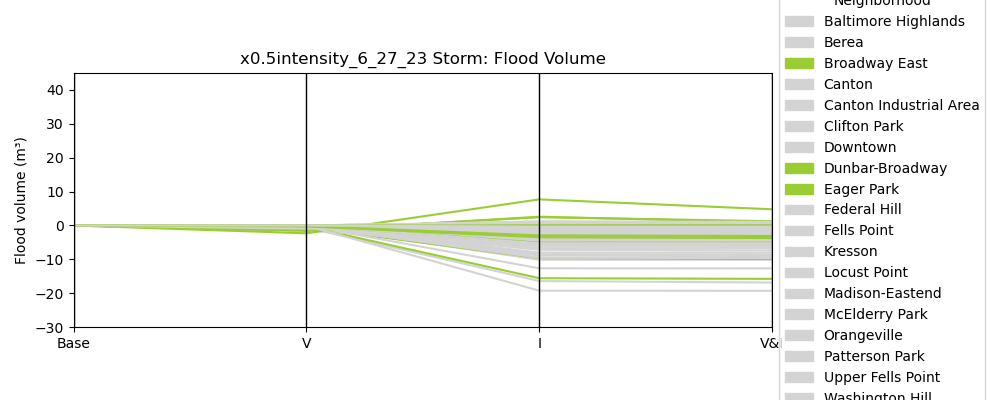 Neighborhood
Baltimore Highlands
Berea
Broadway East
Canton
Canton Industrial Area
Clifton Park
Downtown
Dunbar-Broadway
Eager Park
Federal Hill
Fells Point
Kresson
Locust Point
Madison-Eastend
McElderry Park
Orangeville
Patterson Park
Upper Fells Point
Washington Hill
x0.5intensity_6_27_23 Storm: Flood Volume
Flood volume (m³)
40
30
20
10
0
−10
−20
−30
Base
V
I
V&